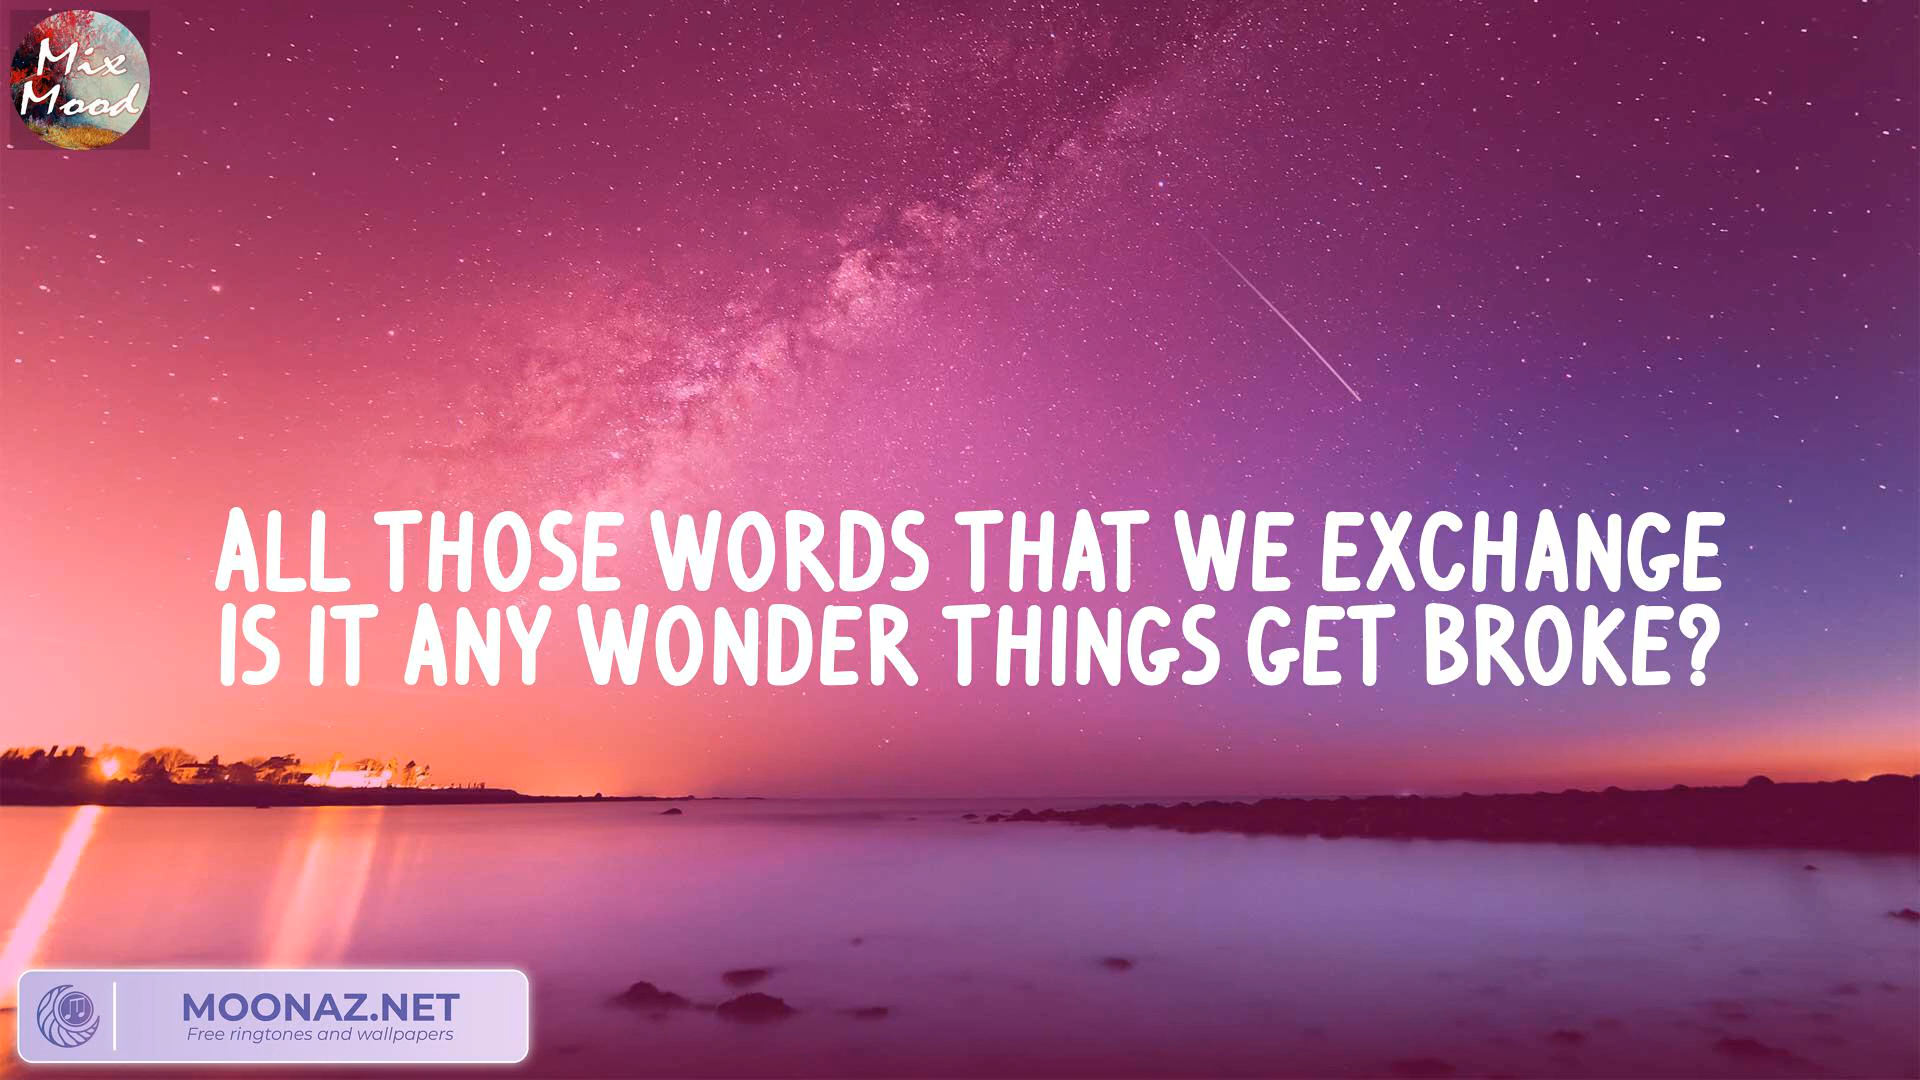 Mix
Mood
ALL THOSE WORDS THAT WE EXCHANGE
IS IT ANY WONDER THINGS GET BROKE?
MOONAZ.NET
Free ringtones and wallpapers